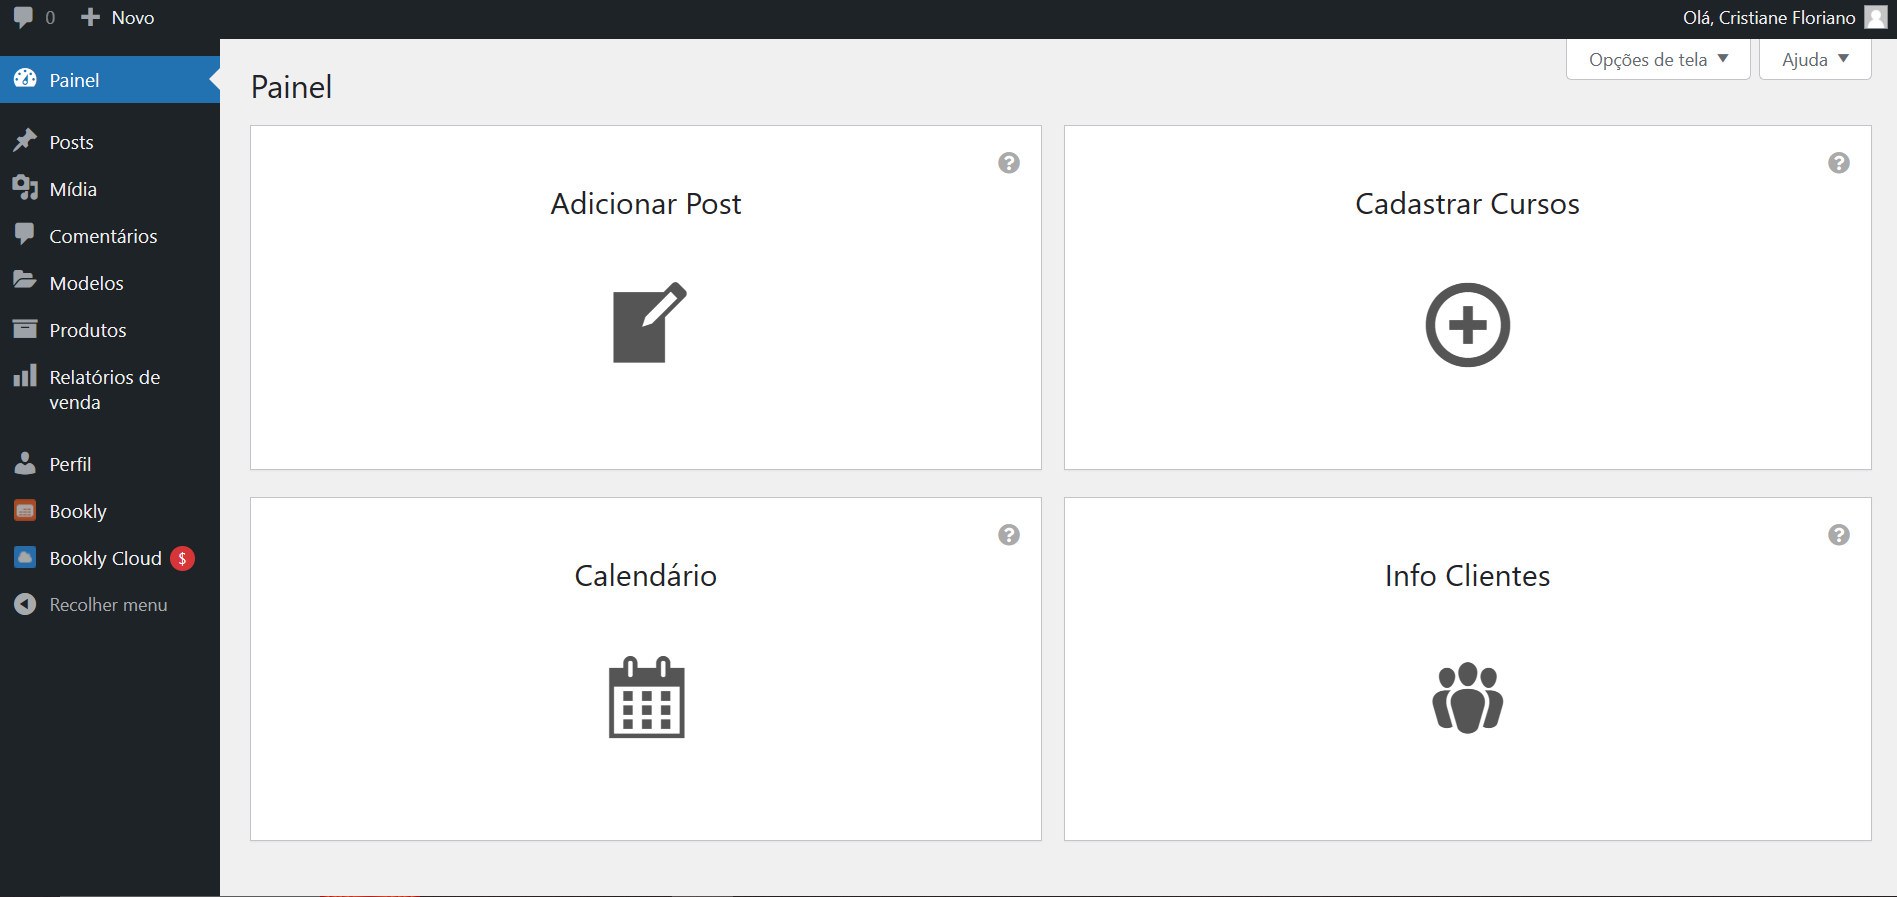 0 Novo
Olá, Cristiane Floriano
Painel
Posts
Mídia
Comentários
Modelos
Produtos
Relatórios de
venda
Perfil
Bookly
Bookly Cloud $
Recolher menu
Opções de tela
Ajuda
Painel
Adicionar Post
?
Cadastrar Cursos
?
Calendário
?
Info Clientes
?